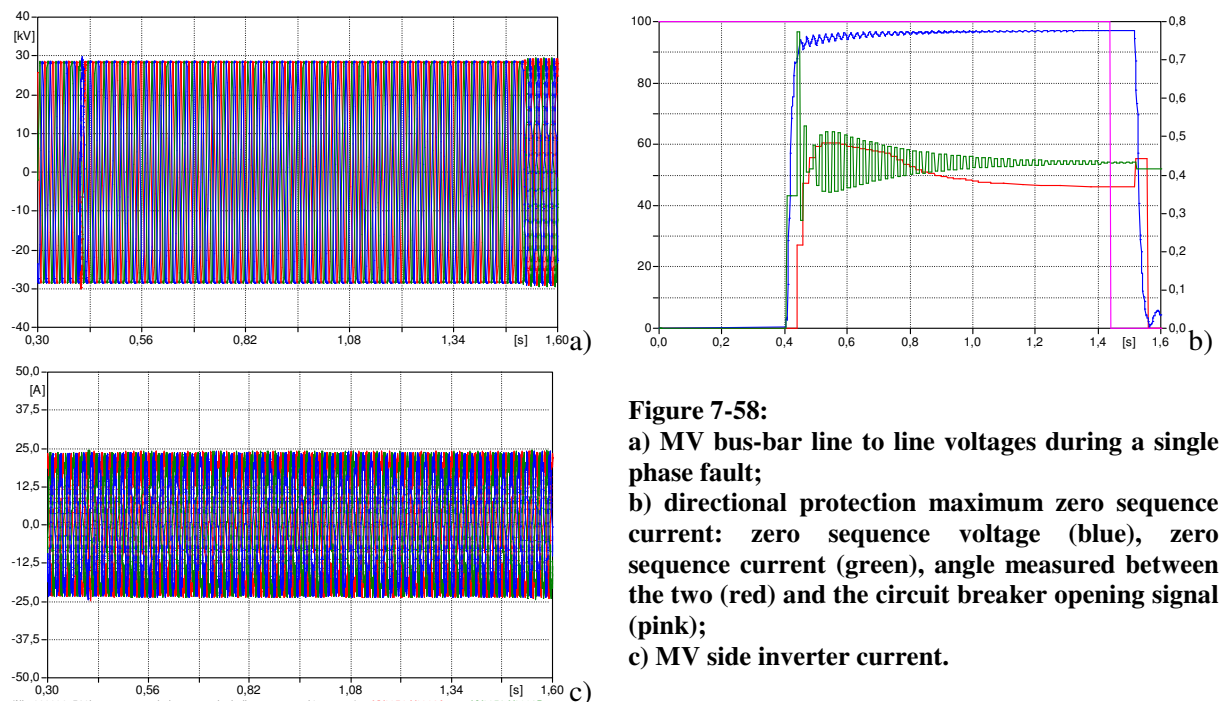 40
[kV]
30
20
10
0
-10
-20
-30
-40
0,30 0,56 0,82 1,08 1,34 [s] 1,60
a)
100
80
60
40
20
0
0,8
0,7
0,6
0,5
0,4
0,3
0,2
0,1
0,0
0,0 0,2 0,4 0,6 0,8 1,0 1,2 1,4 [s] 1,6
b)
50,0
[A]
37,5
25,0
12,5
0,0
-12,5
-25,0
-37,5
-50,0
0,30 0,56 0,82 1,08 1,34 [s] 1,60
c)
Figure 7-58:
a) MV bus-bar line to line voltages during a single
phase fault;
b) directional protection maximum zero sequence
current: zero sequence voltage (blue), zero
sequence current (green), angle measured between
the two (red) and the circuit breaker opening signal
(pink);
c) MV side inverter current.